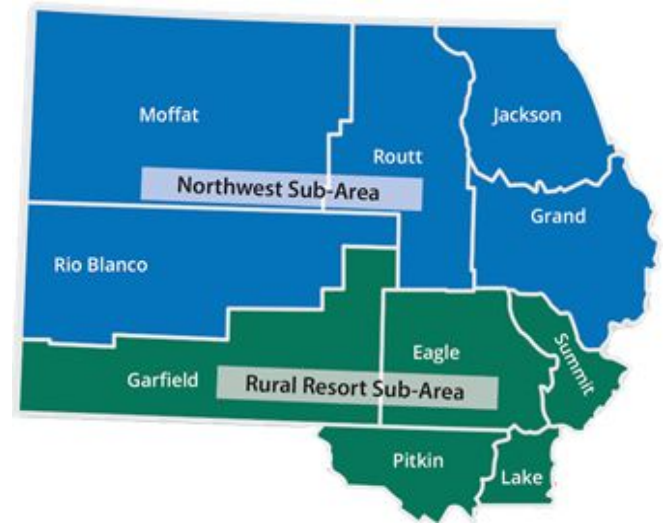 Moffat
Jackson
Routt
Northwest Sub-Area
Grand
Rio Blanco
Eagle
Summit
Garfield
Rural Resort Sub-Area
Pitkin
Lake